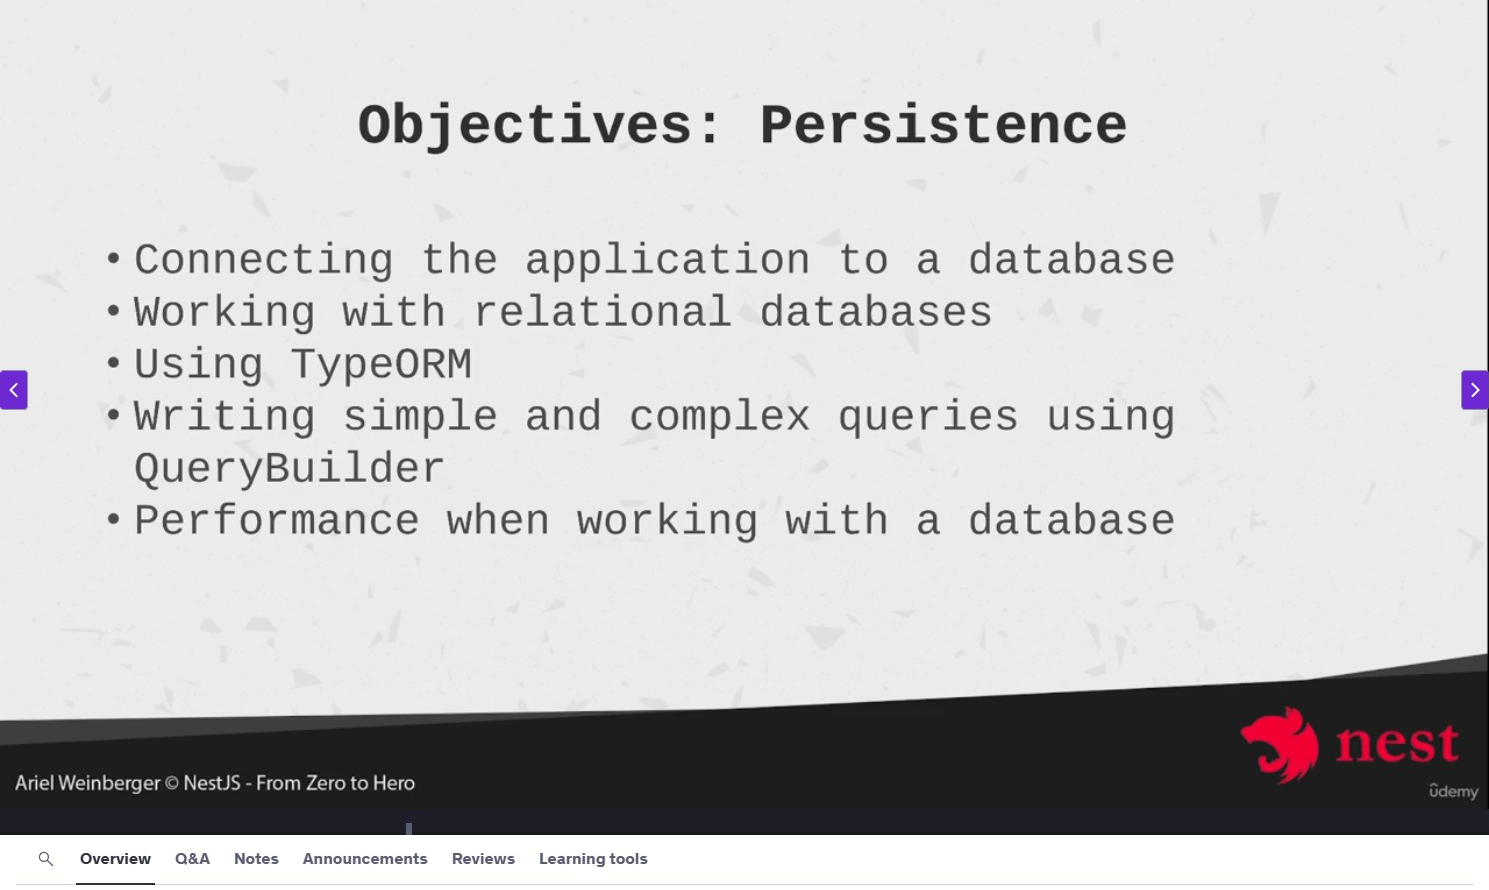 Objectives: Persistence
• Connecting the application to a database
• Working with relational databases
• Using TypeORM
• Writing simple and complex queries using
QueryBuilder
• Performance when working with a database
nest
Ariel Weinberger © NestJS - From Zero to Hero
ûdemy
Overview Q&A Notes Announcements Reviews Learning tools